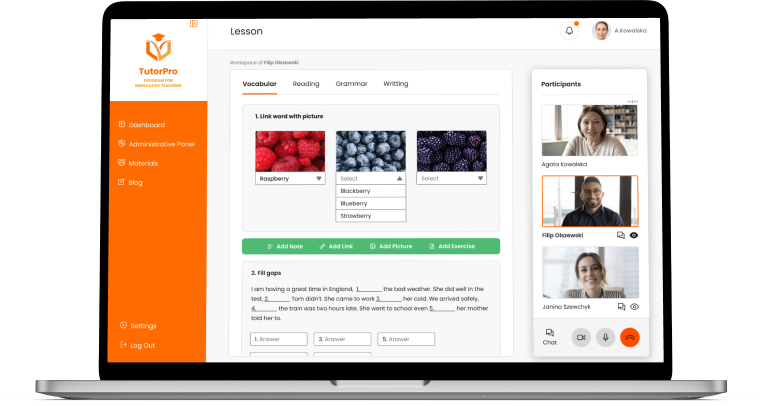 TutorPro
PROGRAM FOR
INNOVATIVE TEACHERS
Dashboard
Administrative Panel
Materials
Blog
Settings
Log Out
Lesson
A.Kowalska
Workspace of Filip Olszewski
Vocabular Reading Grammar Writting
1. Link word with picture
Raspberry
Select
Blackberry
Blueberry
Strawberry
Select
Add Note Add Link Add Picture Add Exercise
2. Fill gaps
I am having a great time in England, 1.______ the bad weather. She did well in the
test, 2.______ Tom didn't. She came to work 3.______ her cold. We arrived safely,
4.______ the train was two hours late. She went to school even 5.______ her mother
told her to.
1. Answer 3. Answer 5. Answer
Participants
Agata Kowalska
Filip Olszewski
Janina Szewchyk
Chat